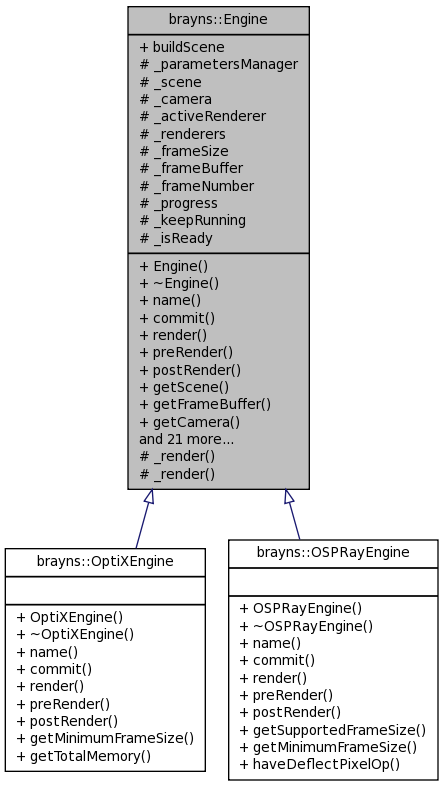 brayns::Engine
+ buildScene
# _parametersManager
# _scene
# _camera
# _activeRenderer
# _renderers
# _frameSize
# _frameBuffer
# _frameNumber
# _progress
# _keepRunning
# _isReady
+ Engine()
+ ~Engine()
+ name()
+ commit()
+ render()
+ preRender()
+ postRender()
+ getScene()
+ getFrameBuffer()
+ getCamera()
and 21 more...
# _render()
# _render()
brayns::OptiXEngine
+ OptiXEngine()
+ ~OptiXEngine()
+ name()
+ commit()
+ render()
+ preRender()
+ postRender()
+ getMinimumFrameSize()
+ getTotalMemory()
brayns::OSPRayEngine
+ OSPRayEngine()
+ ~OSPRayEngine()
+ name()
+ commit()
+ render()
+ preRender()
+ postRender()
+ getSupportedFrameSize()
+ getMinimumFrameSize()
+ haveDeflectPixelOp()